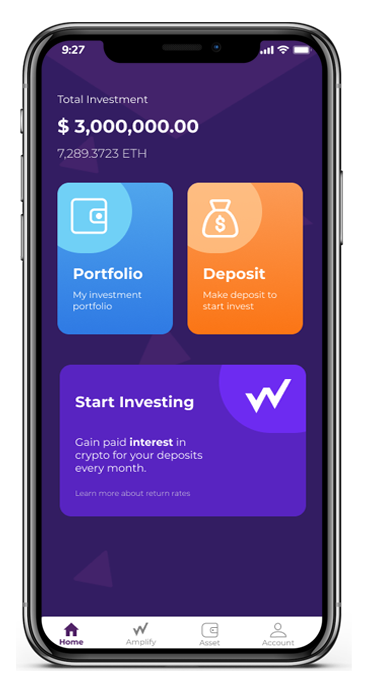 9:27
Total Investment
$ 3,000,000.00
7,289.3723 ETH
Portfolio
My investment
portfolio
Deposit
Make deposit to
start invest
Start Investing
Gain paid interest in
crypto for your deposits
every month.
Learn more about return rates
Home
Amplify
Asset
Account